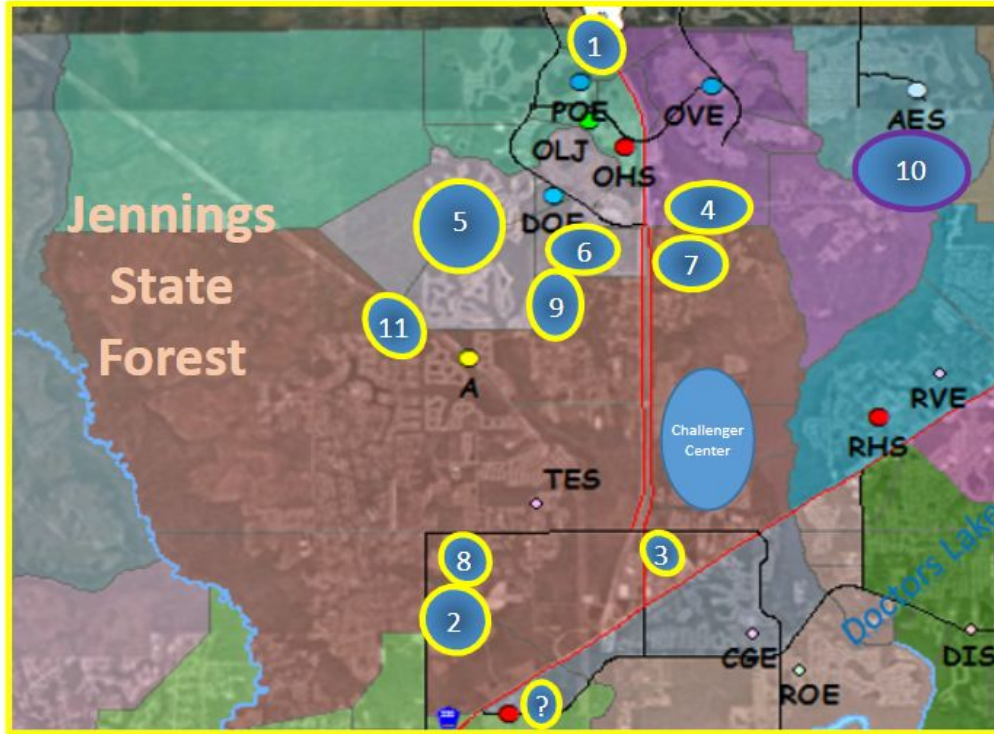 1
POE
OVE
AES
OLJ
OHS
10
Jennings
State
Forest
5
DOE
4
6
7
9
11
A
Challenger
Center
RVE
RHS
TES
8
3
2
Doctors Lake
CGE
DIS
ROE
?